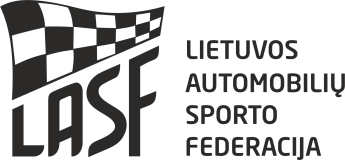 LASF
LIETUVOS
AUTOMOBILIŲ
SPORTO
FEDERACIJA